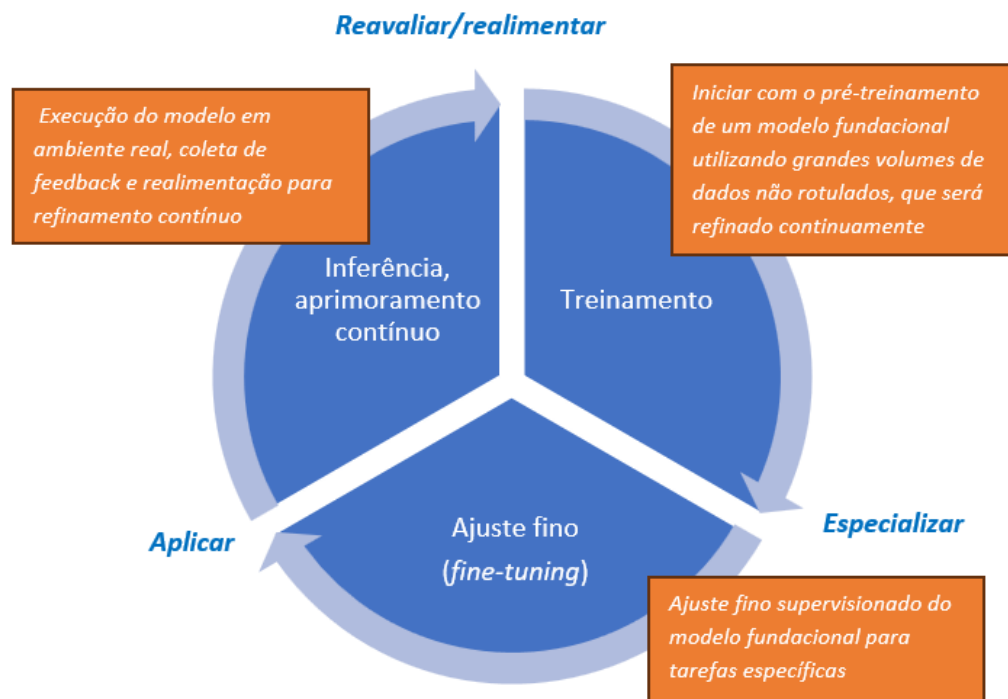 Reavaliar/realimentar
Execução do modelo em
ambiente real, coleta de
feedback e realimentação para
refinamento contínuo
Iniciar com o pré-treinamento
de um modelo fundacional
utilizando grandes volumes de
dados não rotulados, que será
refinado continuamente
Inferência,
aprimoramento
contínuo
Treinamento
Aplicar
Ajuste fino
(fine-tuning)
Especializar
Ajuste fino supervisionado do
modelo fundacional para
tarefas específicas